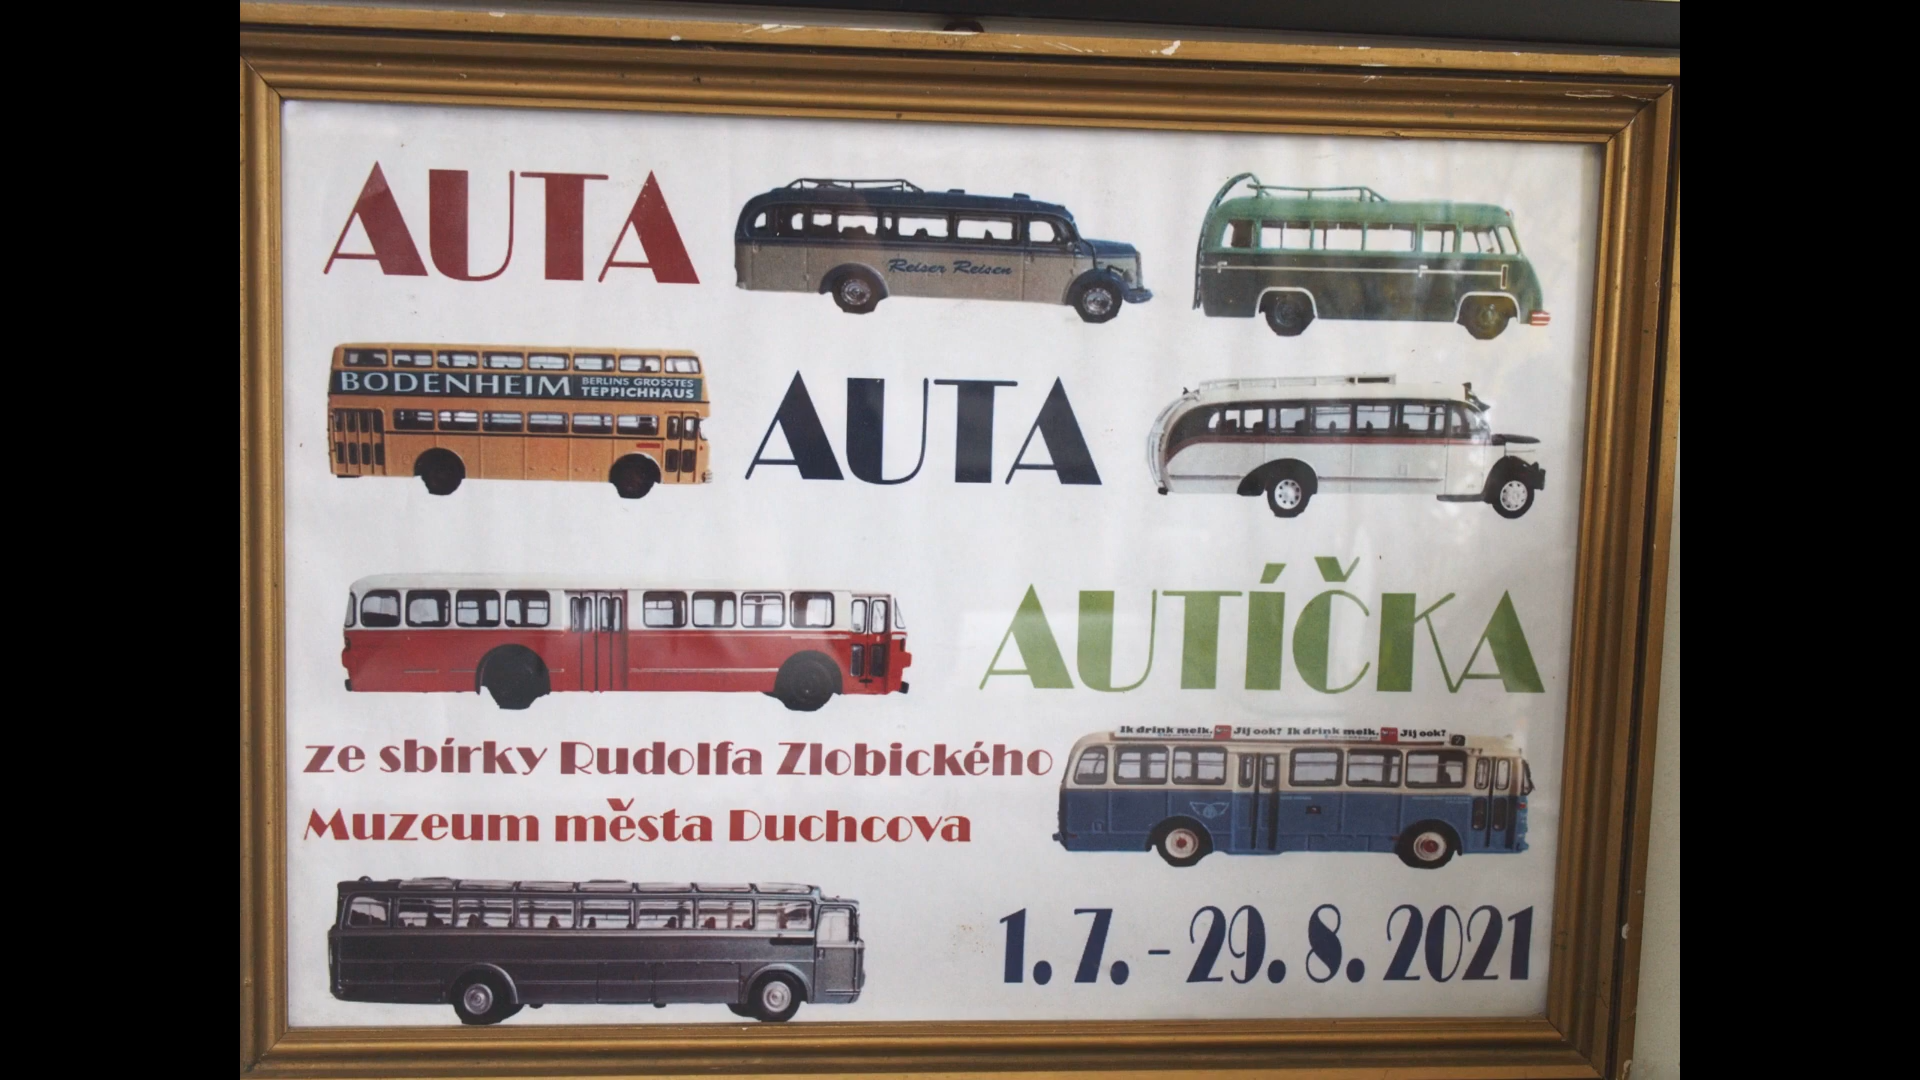 AUTA
Reiser Reisen
BODENHEIM BERLINS GROSSTES
TEPPICHHAUS
AUTA
AUTÍČKA
ze sbírky Rudolfa Zlobického
Ik drink melk. Jij ook? Ik drink melk. Jij ook?
Muzeum města Duchcova
1. 7. - 29. 8. 2021